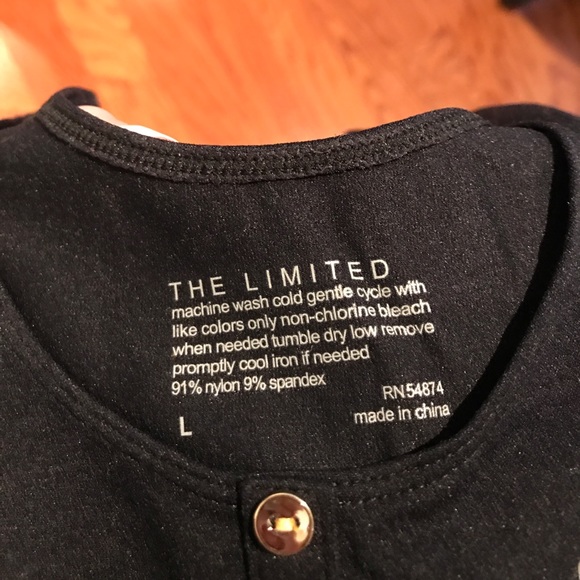 THE LIMITED
machine wash cold gentle cycle with
like colors only non-chlorine bleach
when needed tumble dry low remove
promptly cool iron if needed
91% nylon 9% spandex
RN54874
L
made in china